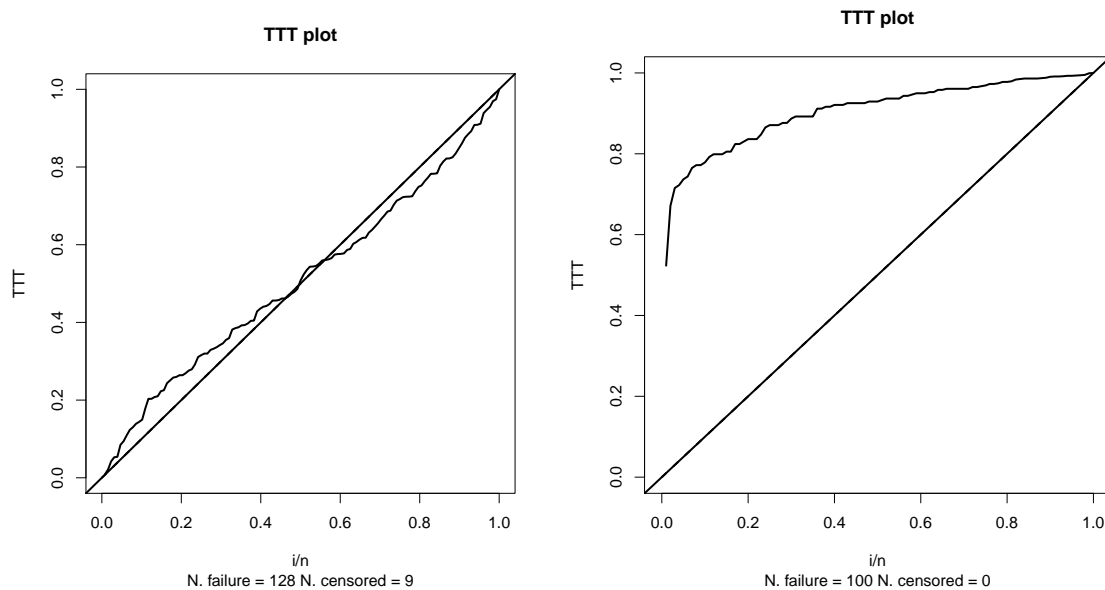 TTT plot
1.0
0.8
0.6
0.4
0.2
0.0
TTT
0.0 0.2 0.4 0.6 0.8 1.0
i/n
N. failure = 128 N. censored = 9
TTT plot
1.0
0.8
0.6
0.4
0.2
0.0
TTT
0.0 0.2 0.4 0.6 0.8 1.0
i/n
N. failure = 100 N. censored = 0